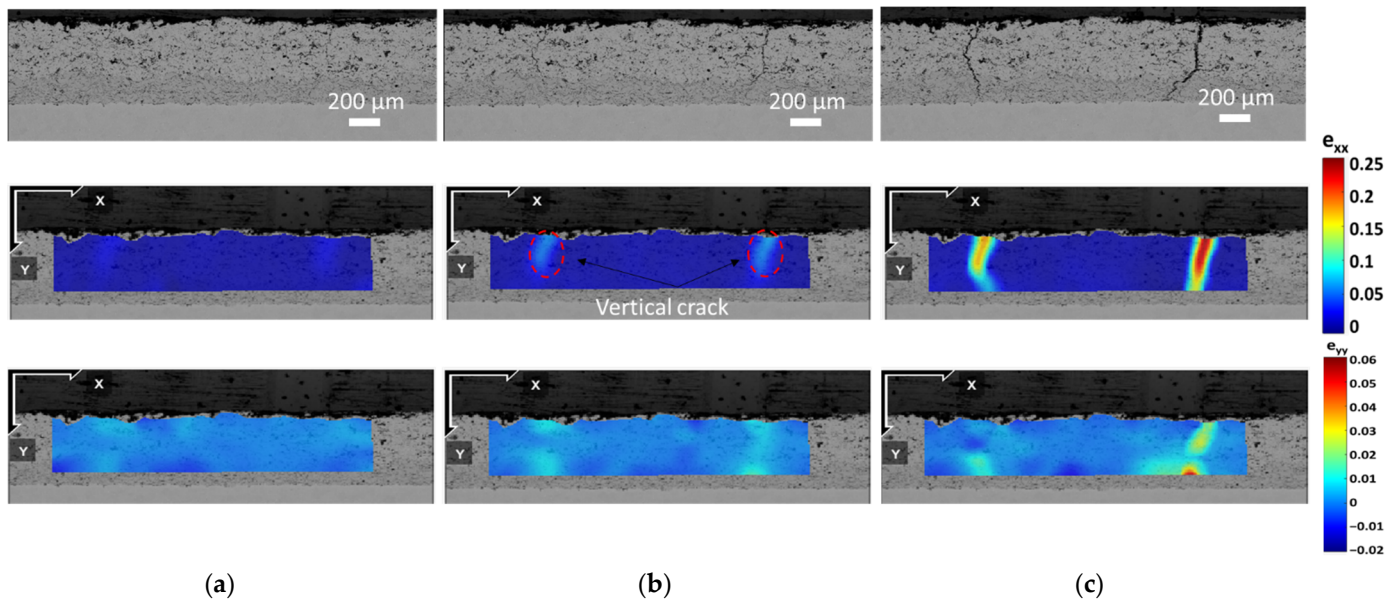 200 μm
200 μm
200 μm
exx
0.25
0.2
0.15
0.1
0.05
0
X
Y
X
Y
Vertical crack
X
Y
eyy
0.06
0.05
0.04
0.03
0.02
0.01
0
−0.01
−0.02
X
Y
X
Y
X
Y
(a)
(b)
(c)